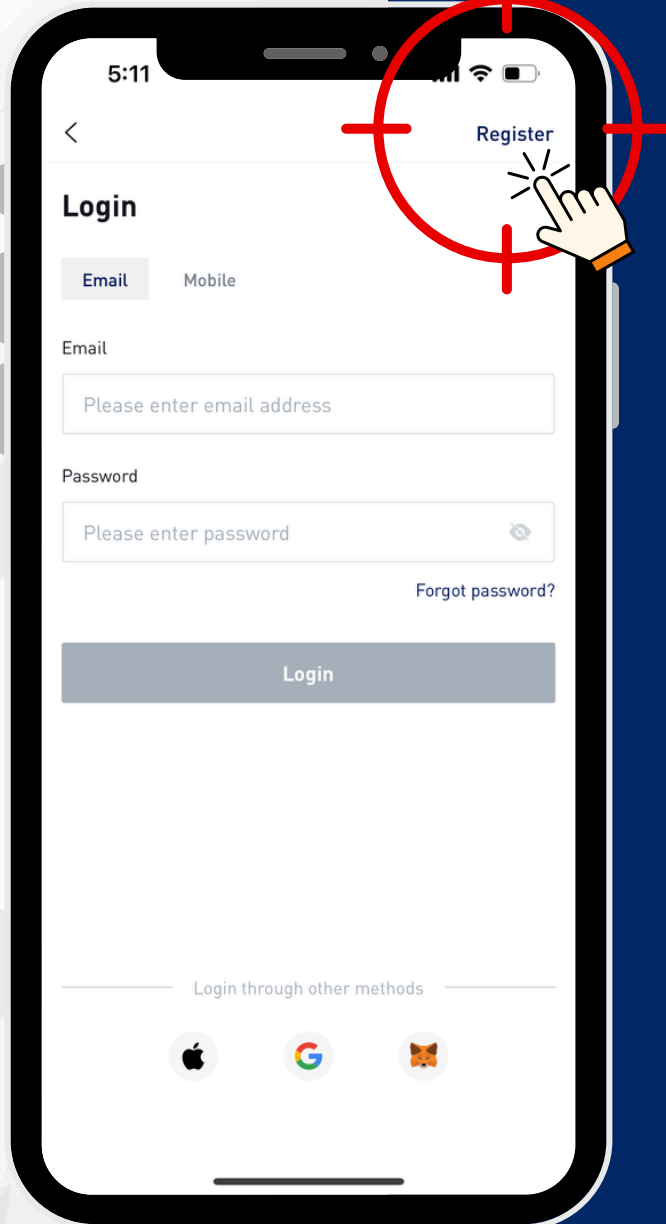 5:11
Register
Login
Email Mobile
Email
Please enter email address
Password
Please enter password
Forgot password?
Login
Login through other methods